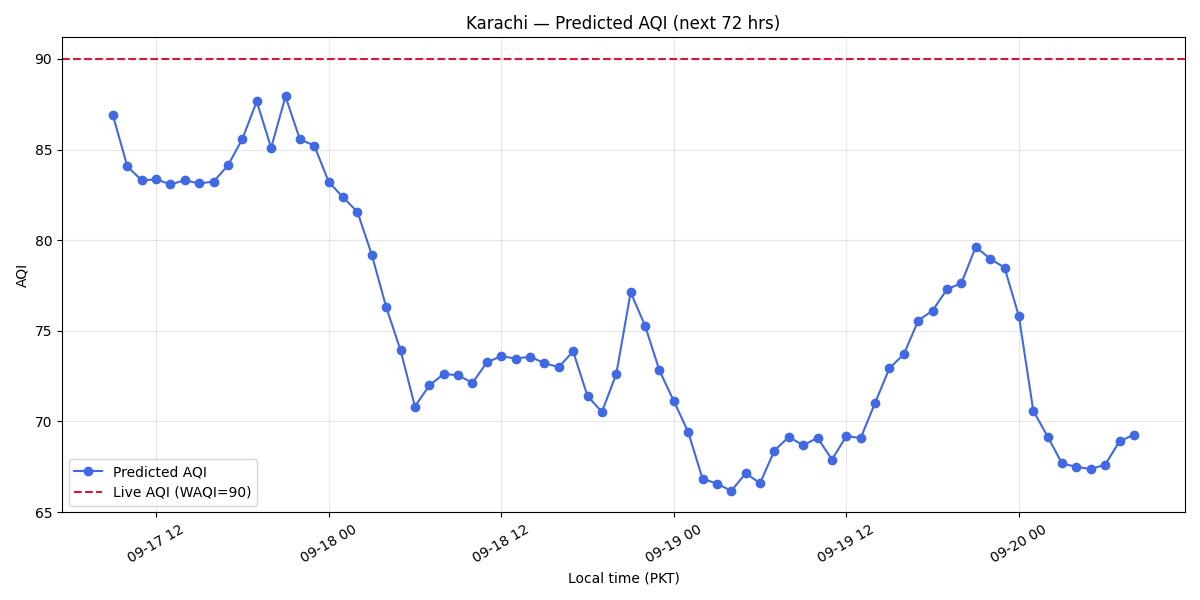 Karachi — Predicted AQI (next 72 hrs)
AQI
90
85
80
75
70
65
Predicted AQI
Live AQI (WAQI=90)
09-17 12
09-18 00
09-18 12
09-19 00
09-19 12
09-20 00
Local time (PKT)